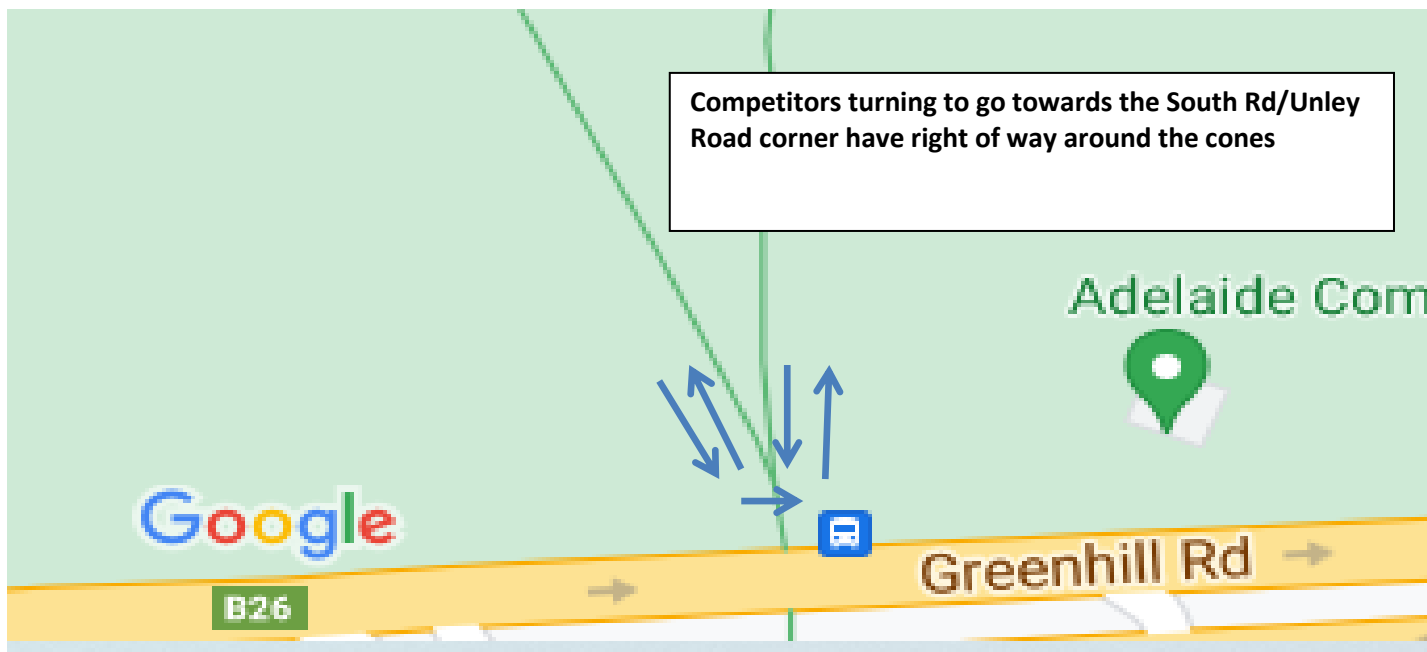 Competitors turning to go towards the South Rd/Unley
Road corner have right of way around the cones
Adelaide Com
Google
Greenhill Rd
B26